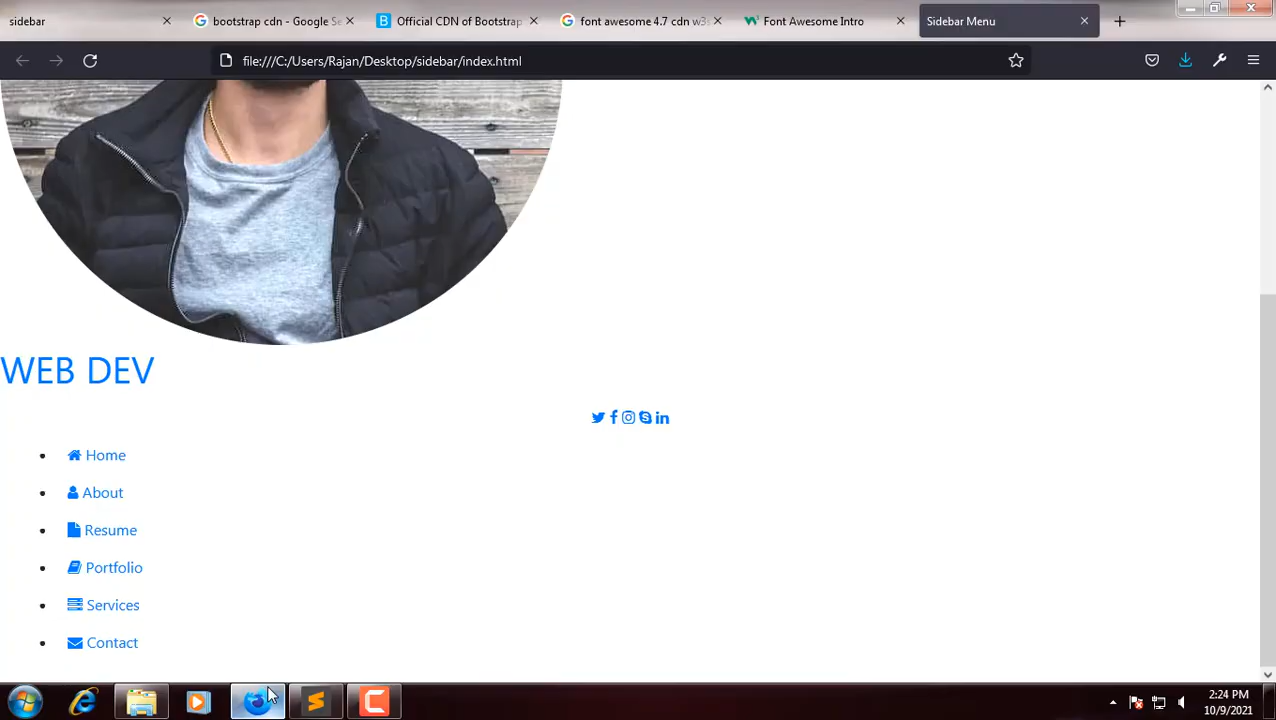 sidebar
bootstrap cdn - Google Se
Official CDN of Bootstrap
font awesome 4.7 cdn w3s
Font Awesome Intro
Sidebar Menu
file:///C:/Users/Rajan/Desktop/sidebar/index.html
WEB DEV
Home
About
Resume
Portfolio
Services
Contact
2:24 PM
10/9/2021